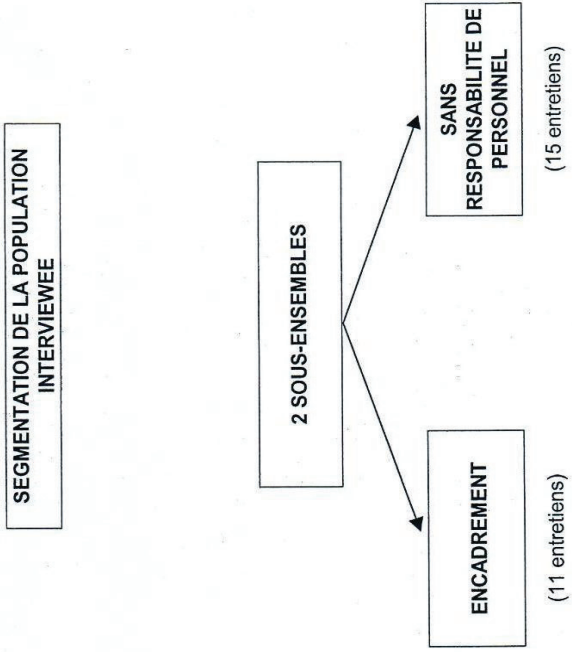 SEGMENTATION DE LA POPULATION
INTERVIEWEE
2 SOUS-ENSEMBLES
ENCADREMENT
(11 entretiens)
SANS
RESPONSABILITE DE
PERSONNEL
(15 entretiens)